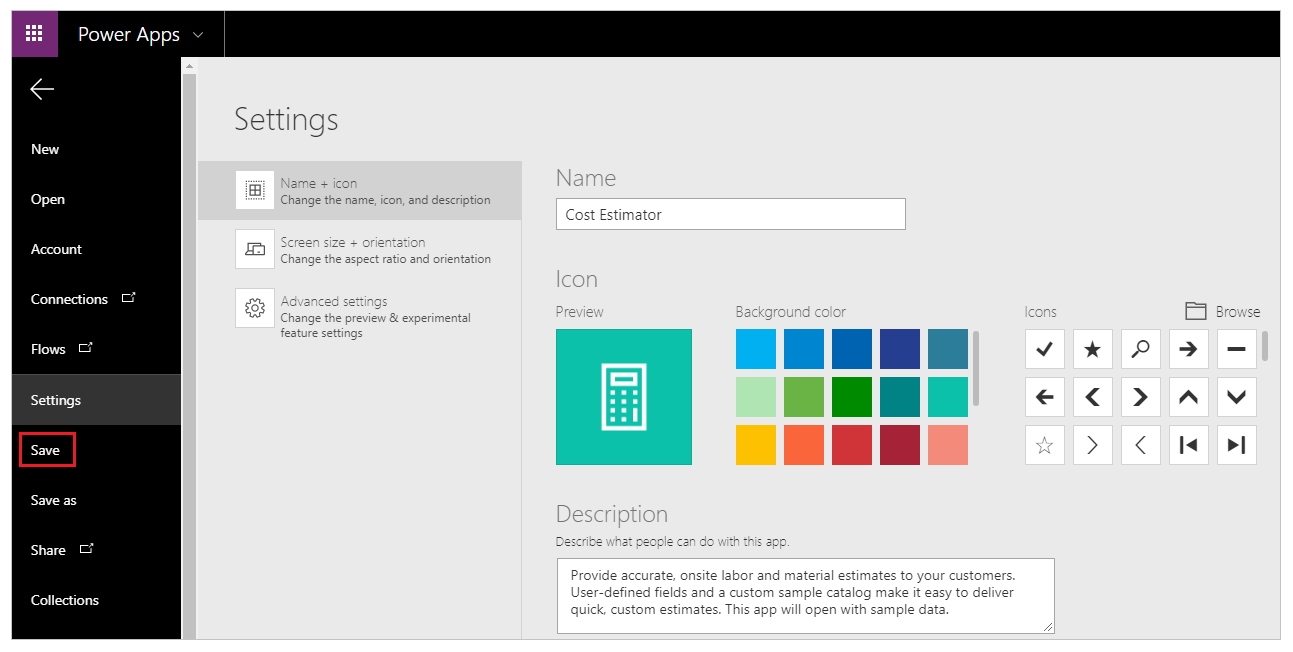 Power Apps
New
Open
Account
Connections
Flows
Settings
Save
Save as
Share
Collections
Settings
Name + icon
Change the name, icon, and description
Screen size + orientation
Change the aspect ratio and orientation
Advanced settings
Change the preview & experimental
feature settings
Name
Cost Estimator
Icon
Preview
Background color
Icons
Browse
Description
Describe what people can do with this app.
Provide accurate, onsite labor and material estimates to your customers.
User-defined fields and a custom sample catalog make it easy to deliver
quick, custom estimates. This app will open with sample data.